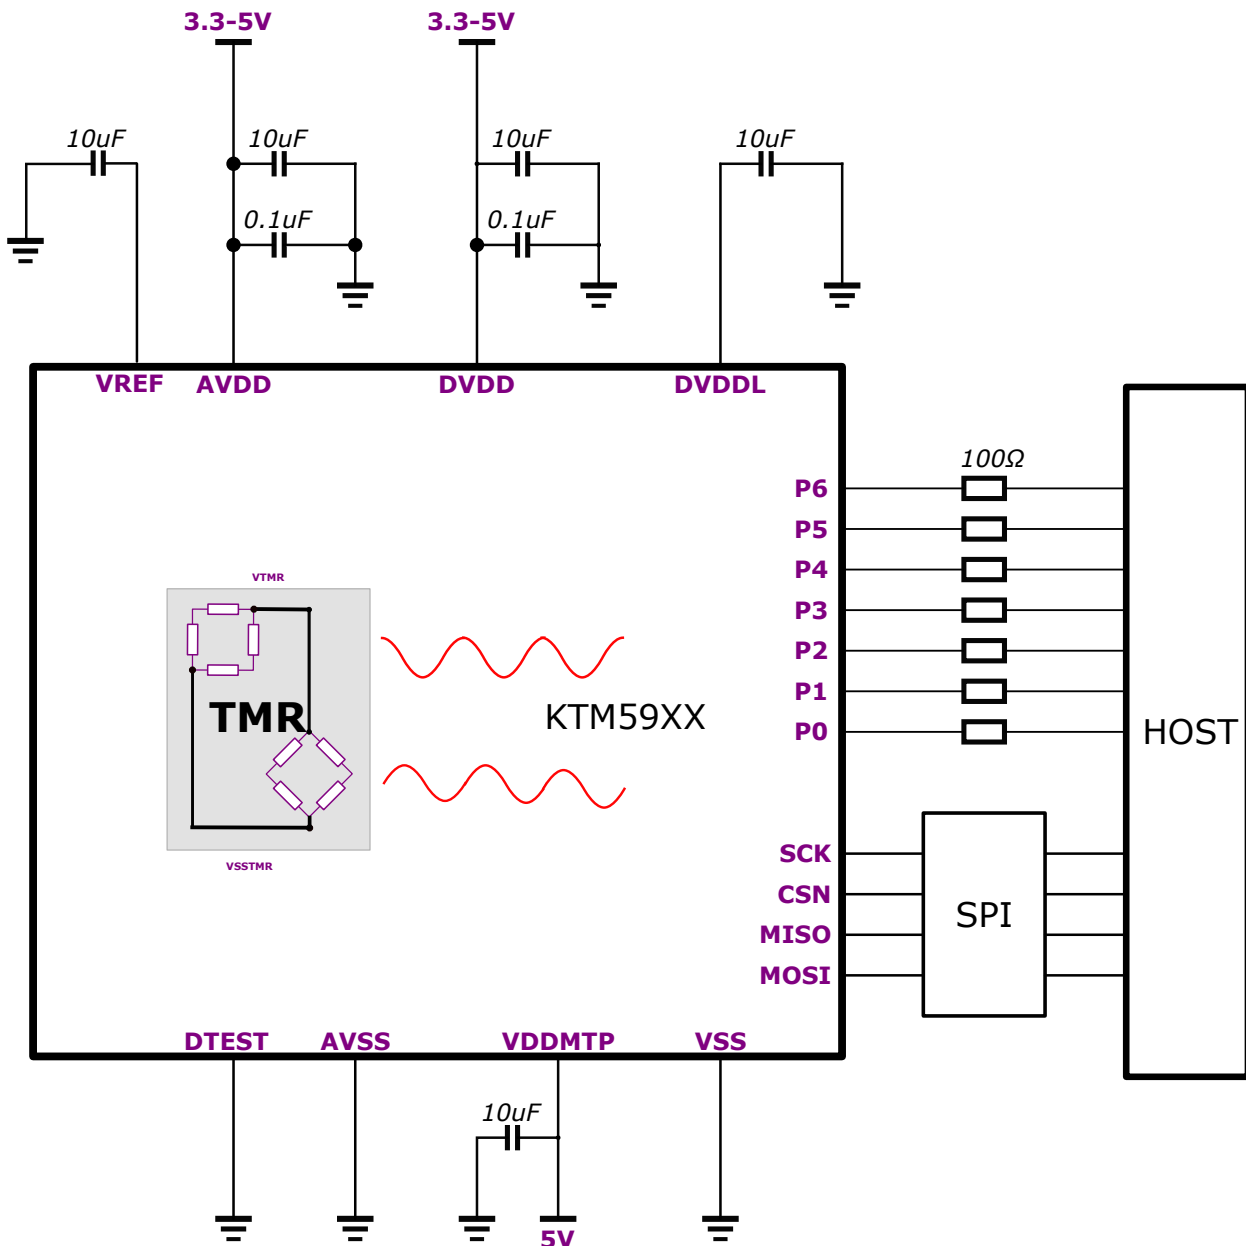 3.3-5V 3.3-5V
10uF 10uF 10uF 10uF
0.1uF 0.1uF
VREF AVDD DVDD DVDDL
100Ω
P6
P5
P4
P3
P2
P1
P0
VTMR
TMR
VSSTMR
KTM59XX
HOST
SCK
CSN
MISO
MOSI
SPI
DTEST AVSS VDDMTP VSS
10uF
5V